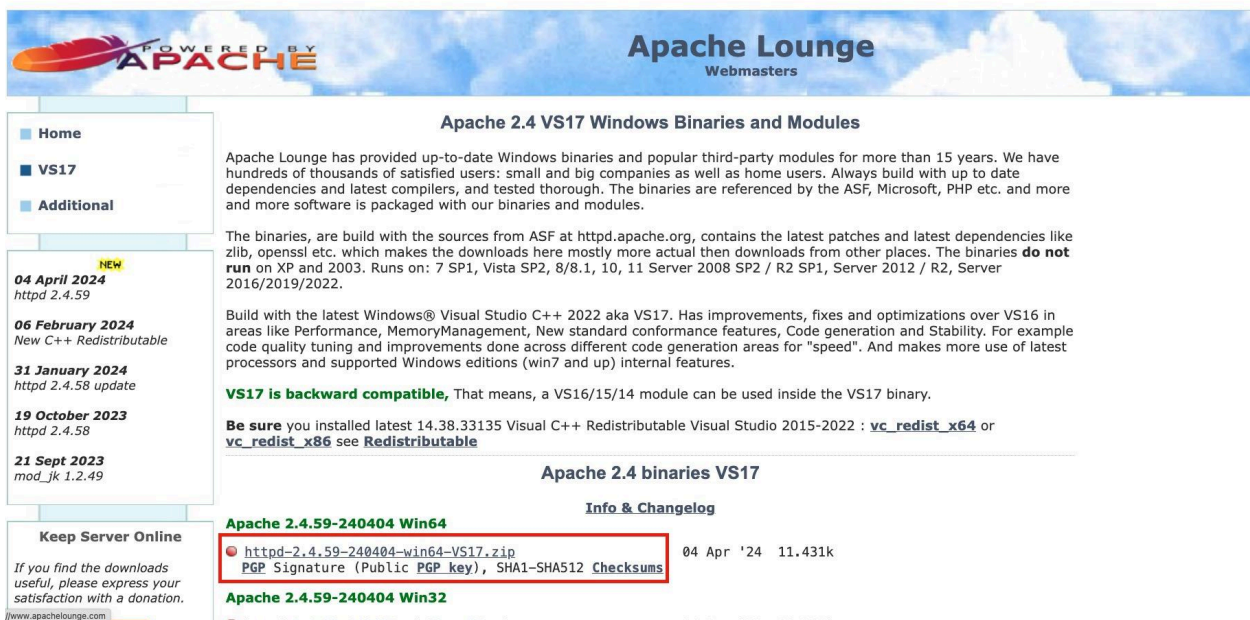 POWERED BY
APACHE
Apache Lounge
Webmasters
Home
VS17
Additional
NEW
04 April 2024
httpd 2.4.59
06 February 2024
New C++ Redistributable
31 January 2024
httpd 2.4.58 update
19 October 2023
httpd 2.4.58
21 Sept 2023
mod_jk 1.2.49
Keep Server Online
If you find the downloads
useful, please express your
satisfaction with a donation.
//www.apachelounge.com
Apache 2.4 VS17 Windows Binaries and Modules
Apache Lounge has provided up-to-date Windows binaries and popular third-party modules for more than 15 years. We have
hundreds of thousands of satisfied users: small and big companies as well as home users. Always build with up to date
dependencies and latest compilers, and tested thorough. The binaries are referenced by the ASF, Microsoft, PHP etc. and more
and more software is packaged with our binaries and modules.
The binaries, are build with the sources from ASF at httpd.apache.org, contains the latest patches and latest dependencies like
zlib, openssl etc. which makes the downloads here mostly more actual then downloads from other places. The binaries do not
run on XP and 2003. Runs on: 7 SP1, Vista SP2, 8/8.1, 10, 11 Server 2008 SP2 / R2 SP1, Server 2012 / R2, Server
2016/2019/2022.
Build with the latest Windows® Visual Studio C++ 2022 aka VS17. Has improvements, fixes and optimizations over VS16 in
areas like Performance, MemoryManagement, New standard conformance features, Code generation and Stability. For example
code quality tuning and improvements done across different code generation areas for "speed". And makes more use of latest
processors and supported Windows editions (win7 and up) internal features.
VS17 is backward compatible, That means, a VS16/15/14 module can be used inside the VS17 binary.
Be sure you installed latest 14.38.33135 Visual C++ Redistributable Visual Studio 2015-2022 : vc_redist_x64 or
vc_redist_x86 see Redistributable
Apache 2.4 binaries VS17
Info & Changelog
Apache 2.4.59-240404 Win64
httpd-2.4.59-240404-win64-VS17.zip 04 Apr '24 11.431k
PGP Signature (Public PGP key), SHA1-SHA512 Checksums
Apache 2.4.59-240404 Win32